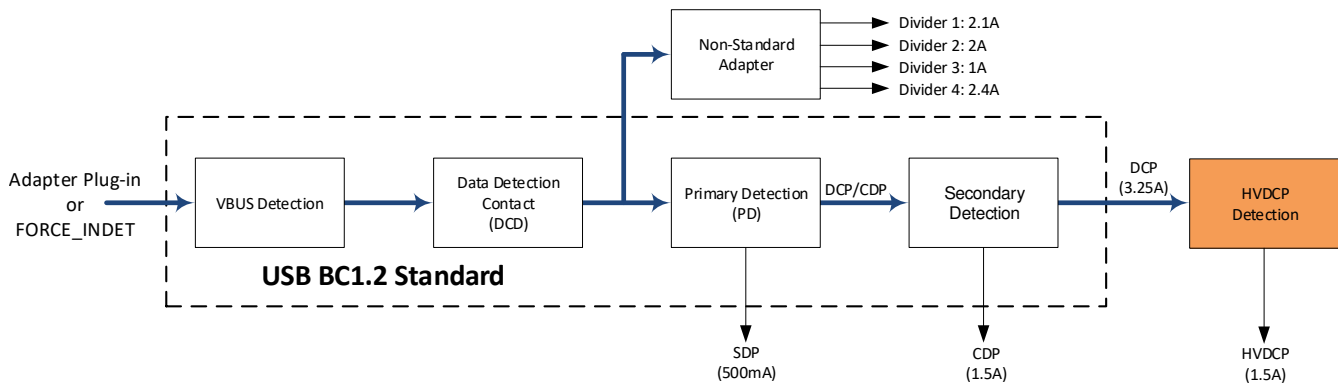 Non-Standard
Adapter
Divider 1: 2.1A
Divider 2: 2A
Divider 3: 1A
Divider 4: 2.4A
Adapter Plug-in
or
FORCE_INDET
VBUS Detection
Data Detection
Contact
(DCD)
Primary Detection
(PD)
DCP/CDP
Secondary
Detection
DCP
(3.25A)
HVDCP
Detection
USB BC1.2 Standard
SDP
(500mA)
CDP
(1.5A)
HVDCP
(1.5A)